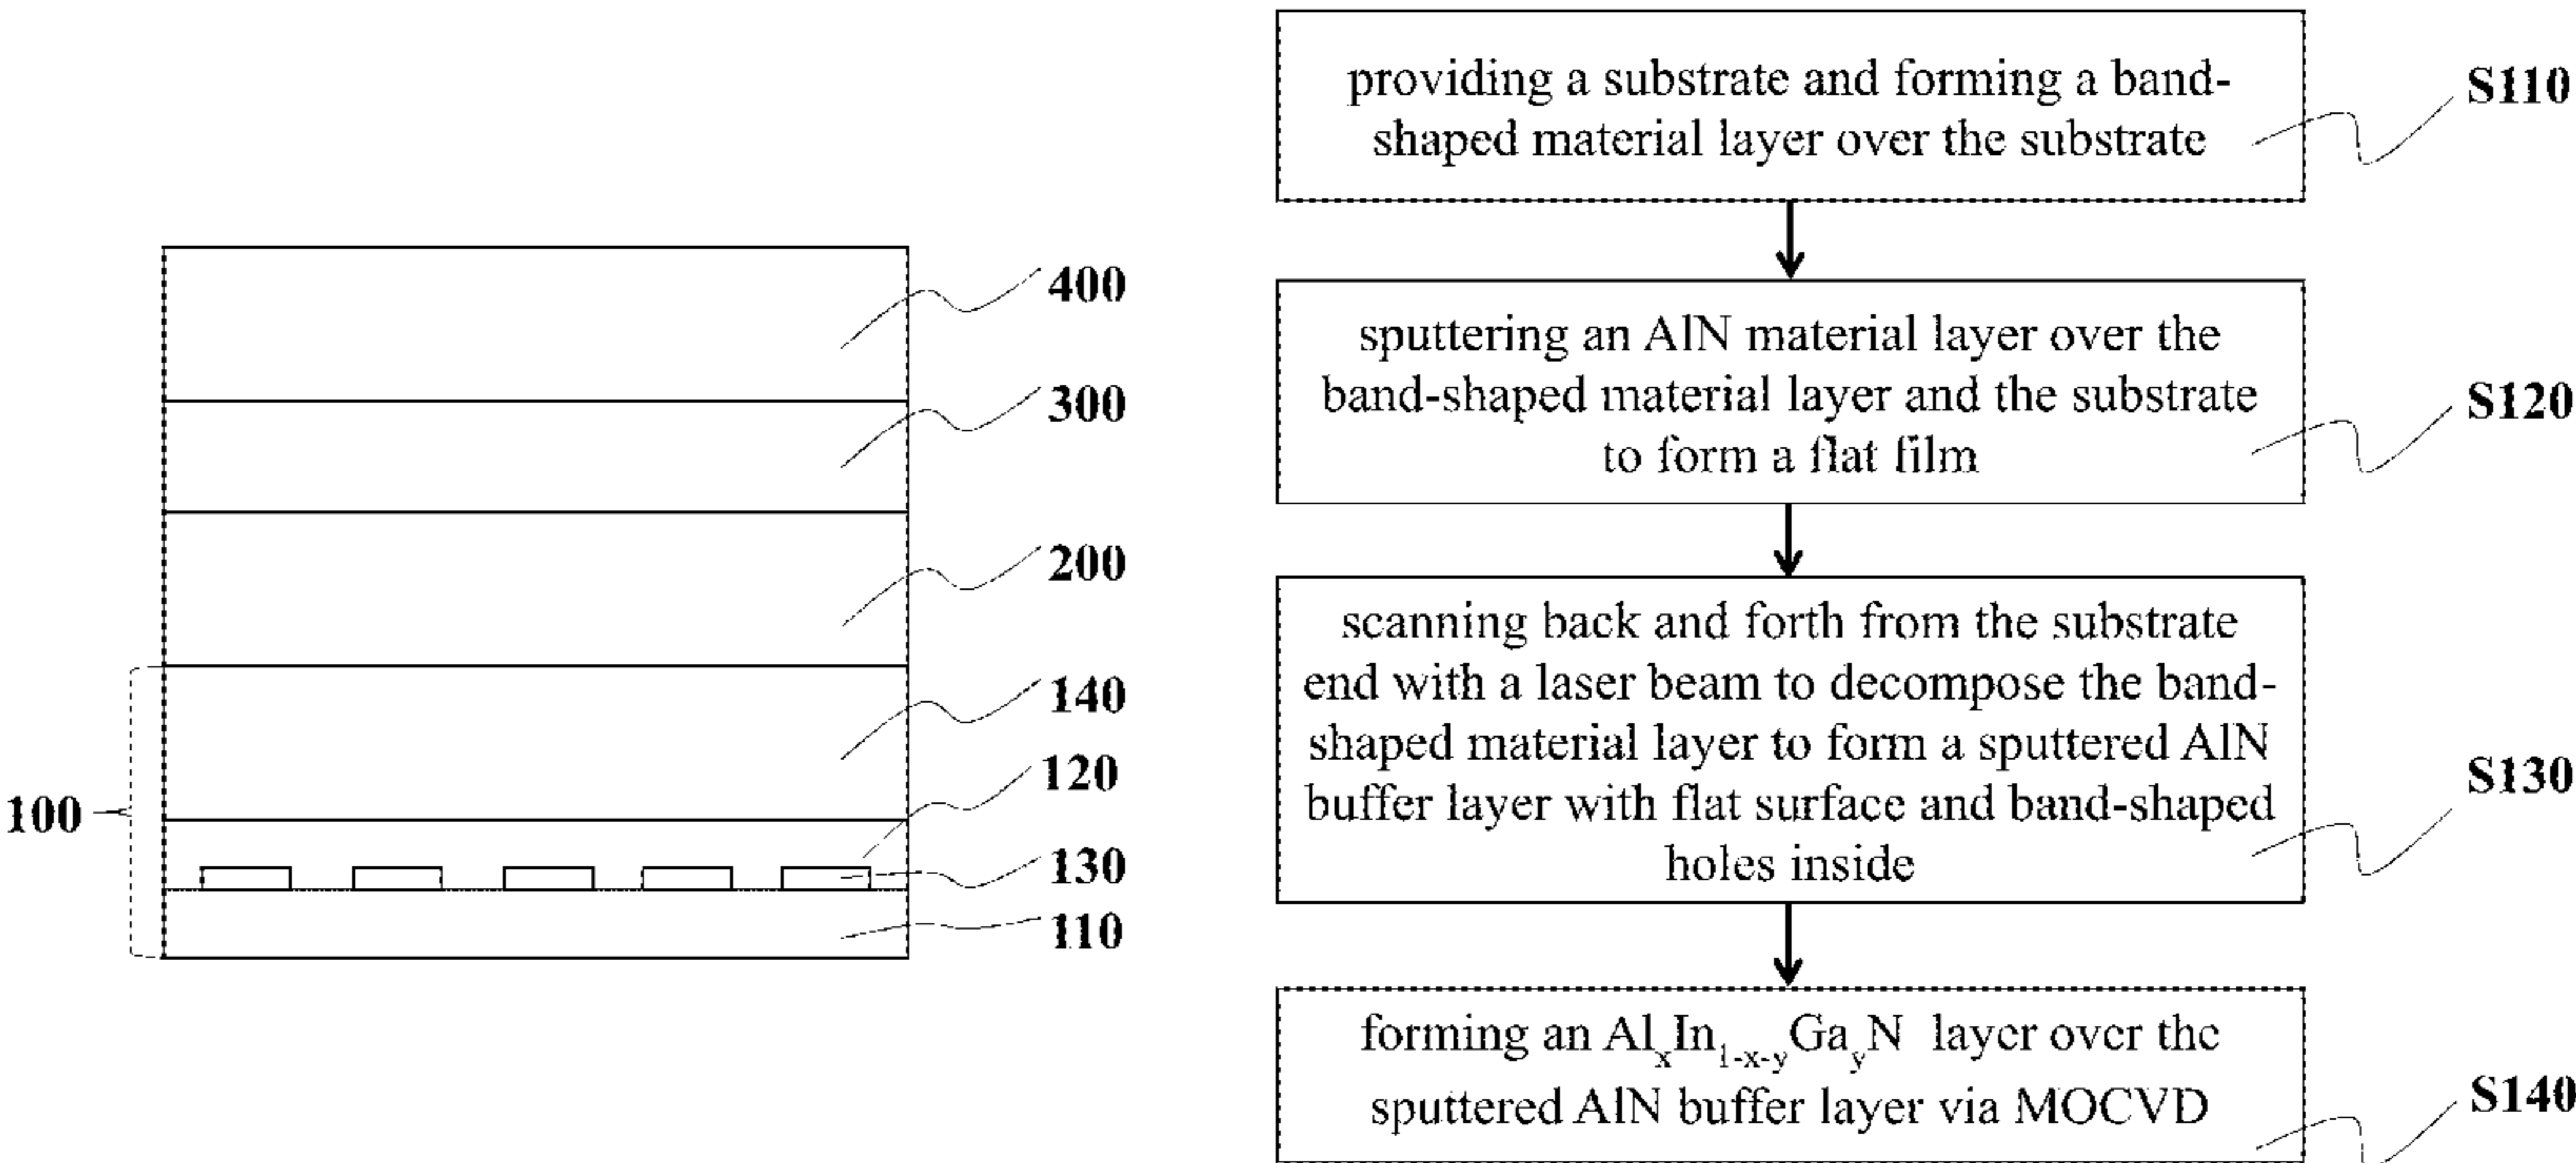 400
300
200
140
120
100
130
110
providing a substrate and forming a band-
shaped material layer over the substrate
S110
sputtering an AlN material layer over the
band-shaped material layer and the substrate
to form a flat film
S120
scanning back and forth from the substrate
end with a laser beam to decompose the band-
shaped material layer to form a sputtered AlN
buffer layer with flat surface and band-shaped
holes inside
S130
forming an AlₓIn₁₋ₓ₋yGayN layer over the
sputtered AlN buffer layer via MOCVD
S140